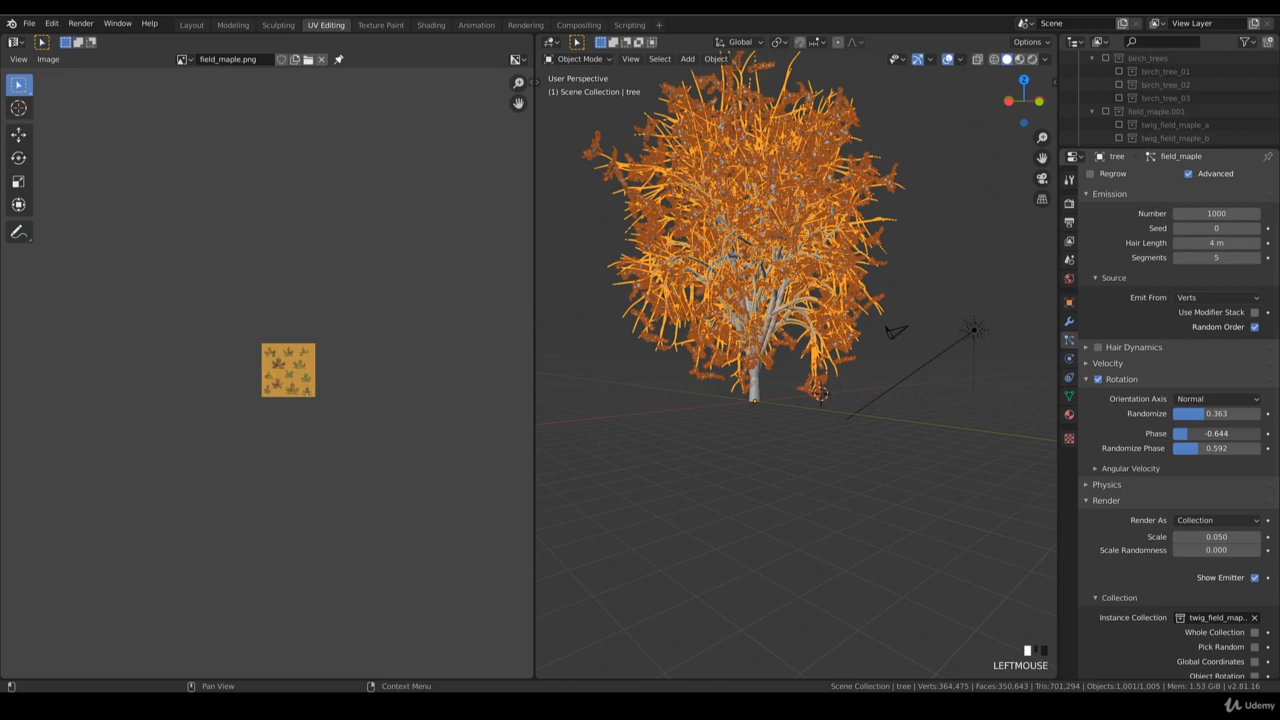 File Edit Render Window Help Layout Modeling Sculpting UV Editing Texture Paint Shading Animation Rendering Compositing Scripting + Scene View Layer
Global Options
View Image field_maple.png Object Mode View Select Add Object
User Perspective
(1) Scene Collection | tree
Z
birch_trees
birch_tree_01
birch_tree_02
birch_tree_03
field_maple.001
twig_field_maple_a
twig_field_maple_b
tree field_maple
Regrow Advanced
Emission
Number 1000
Seed 0
Hair Length 4 m
Segments 5
Source
Emit From Verts
Use Modifier Stack
Random Order
Hair Dynamics
Velocity
Rotation
Orientation Axis Normal
Randomize 0.363
Phase -0.644
Randomize Phase 0.592
Angular Velocity
Physics
Render
Render As Collection
Scale 0.050
Scale Randomness 0.000
Show Emitter
Collection
Instance Collection twig_field_map..
Whole Collection
Pick Random
Global Coordinates
Object Rotation
LEFTMOUSE
Pan View Context Menu Scene Collection | tree | Verts:364,475 | Faces:350,643 | Tris:701,294 | Objects:1,001/1,005 | Mem: 1.53 GiB | v2.81.16
Udemy